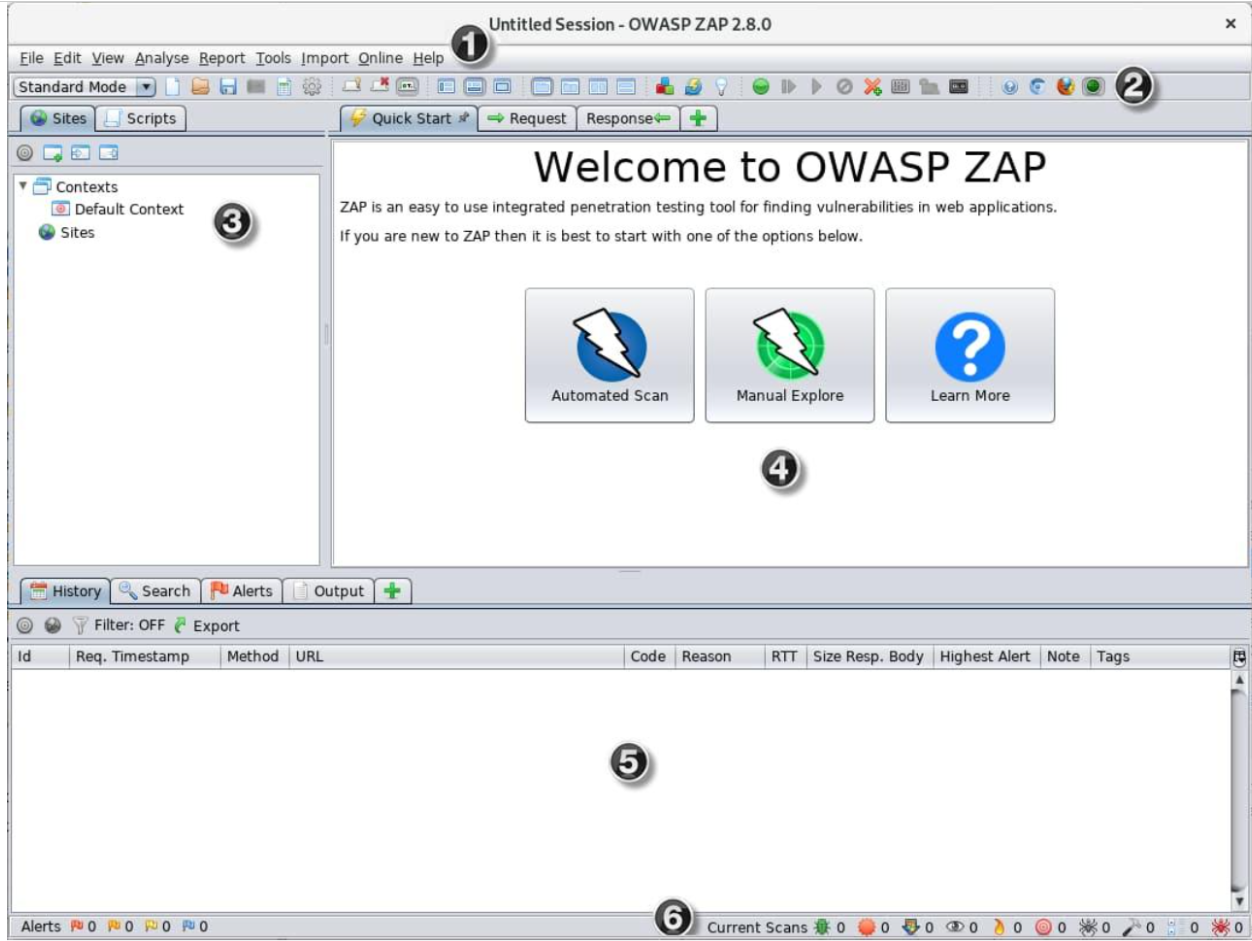 Untitled Session - OWASP ZAP 2.8.0
×
1
File Edit View Analyse Report Tools Import Online Help
Standard Mode
2
Sites Scripts
Quick Start Request Response
Contexts
Default Context
Sites
3
Welcome to OWASP ZAP
ZAP is an easy to use integrated penetration testing tool for finding vulnerabilities in web applications.
If you are new to ZAP then it is best to start with one of the options below.
Automated Scan Manual Explore Learn More
4
History Search Alerts Output
Filter: OFF Export
Id Req. Timestamp Method URL Code Reason RTT Size Resp. Body Highest Alert Note Tags
5
6
Alerts 0 0 0 0 Current Scans 0 0 0 0 0 0 0 0 0 0